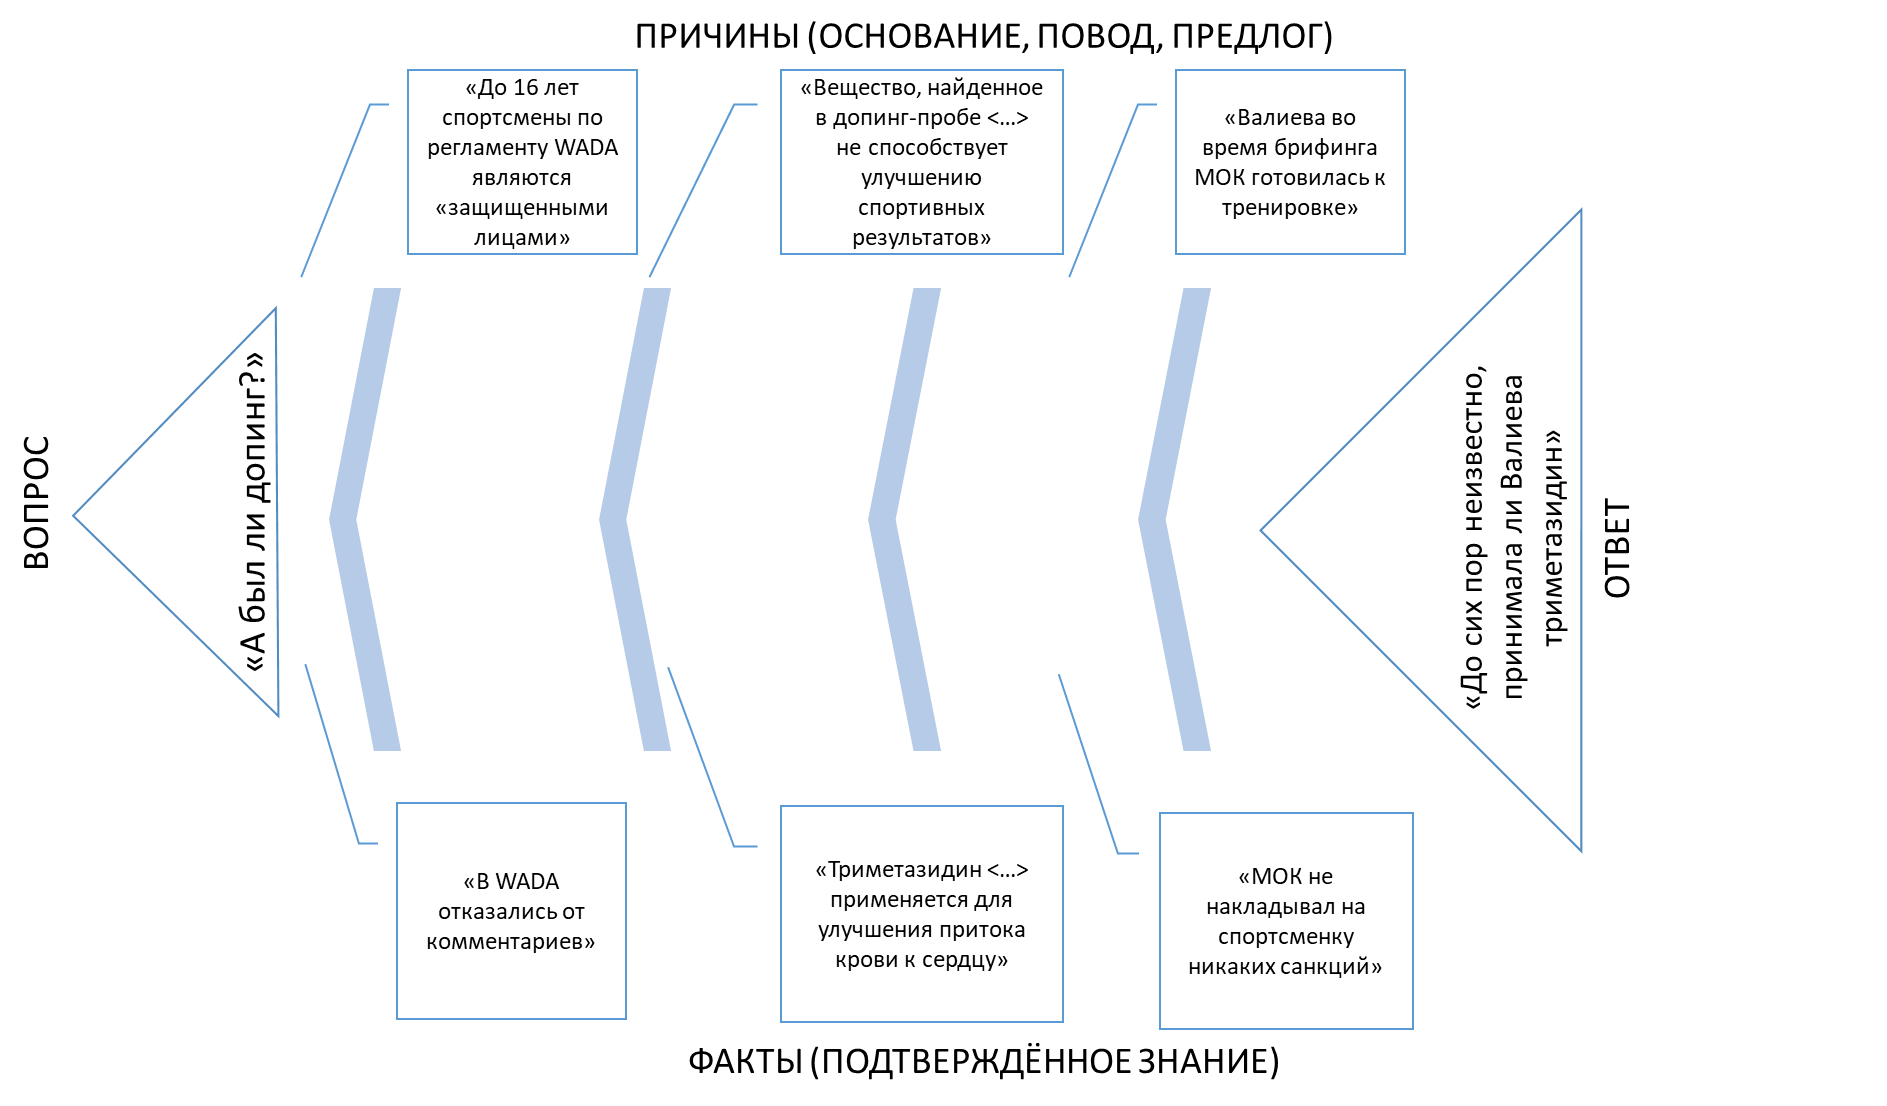 ПРИЧИНЫ (ОСНОВАНИЕ, ПОВОД, ПРЕДЛОГ)
«До 16 лет
спортсмены по
регламенту WADA
являются
«защищенными
лицами»
«Вещество, найденное
в допинг-пробе <...>
не способствует
улучшению
спортивных
результатов»
«Валиева во
время брифинга
МОК готовилась к
тренировке»
ВОПРОС
«А был ли допинг?»
«До сих пор неизвестно,
принимала ли Валиева
триметазидин»
ОТВЕТ
«В WADA
отказались от
комментариев»
«Триметазидин <...>
применяется для
улучшения притока
крови к сердцу»
«МОК не
накладывал на
спортсменку
никаких санкций»
ФАКТЫ (ПОДТВЕРЖДЁННОЕ ЗНАНИЕ)